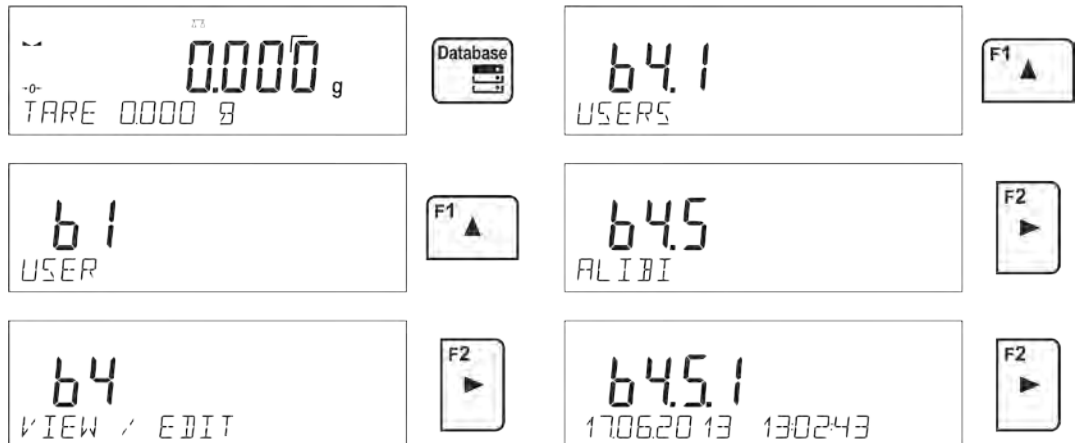 0.000 g
-0-
TARE 0.000 g
Database
b1
USER
F1
b4
VIEW / EDIT
F2
b4.1
USERS
F1
b4.5
ALIBI
F2
b4.5.1
17.06.2013 13:02:43
F2